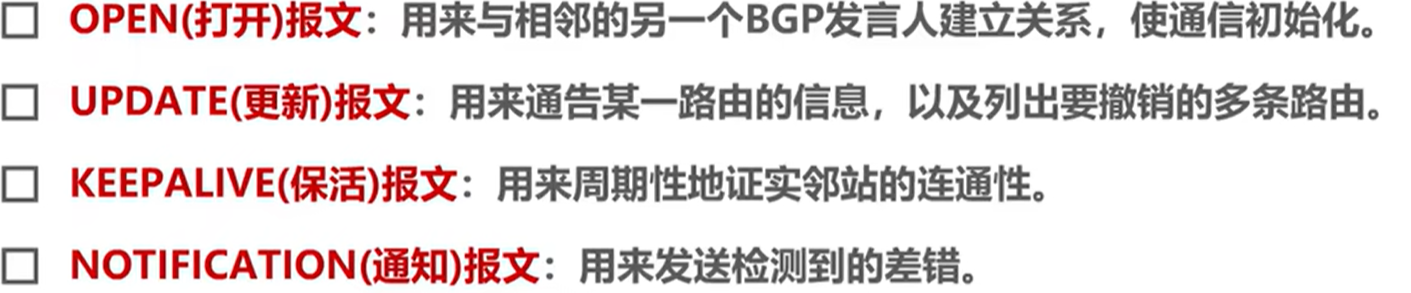 OPEN(打开)报文：用来与相邻的另一个BGP发言人建立关系，使通信初始化。
UPDATE(更新)报文：用来通告某一路由的信息，以及列出要撤销的多条路由。
KEEPALIVE(保活)报文：用来周期性地证实邻站的连通性。
NOTIFICATION(通知)报文：用来发送检测到的差错。